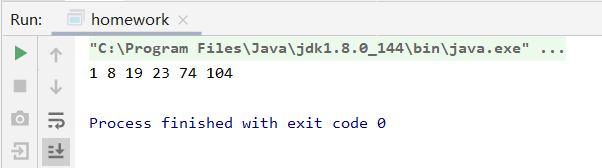 Run: homework ×
"C:\Program Files\Java\jdk1.8.0_144\bin\java.exe" ...
1 8 19 23 74 104
Process finished with exit code 0